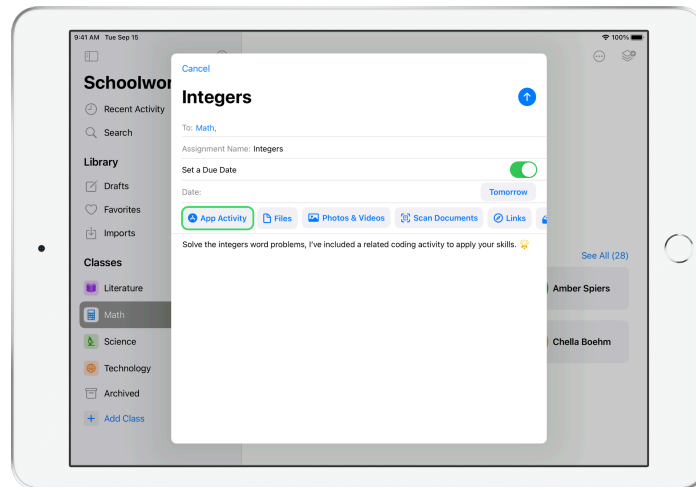 9:41 AM Tue Sep 15
100%
Schoolwor
Recent Activity
Search
Library
Drafts
Favorites
Imports
Classes
Literature
Math
Science
Technology
Archived
Add Class
Cancel
Integers
To: Math,
Assignment Name: Integers
Set a Due Date
Date: Tomorrow
App Activity Files Photos & Videos Scan Documents Links
Solve the integers word problems, I've included a related coding activity to apply your skills.
See All (28)
Amber Spiers
Chella Boehm